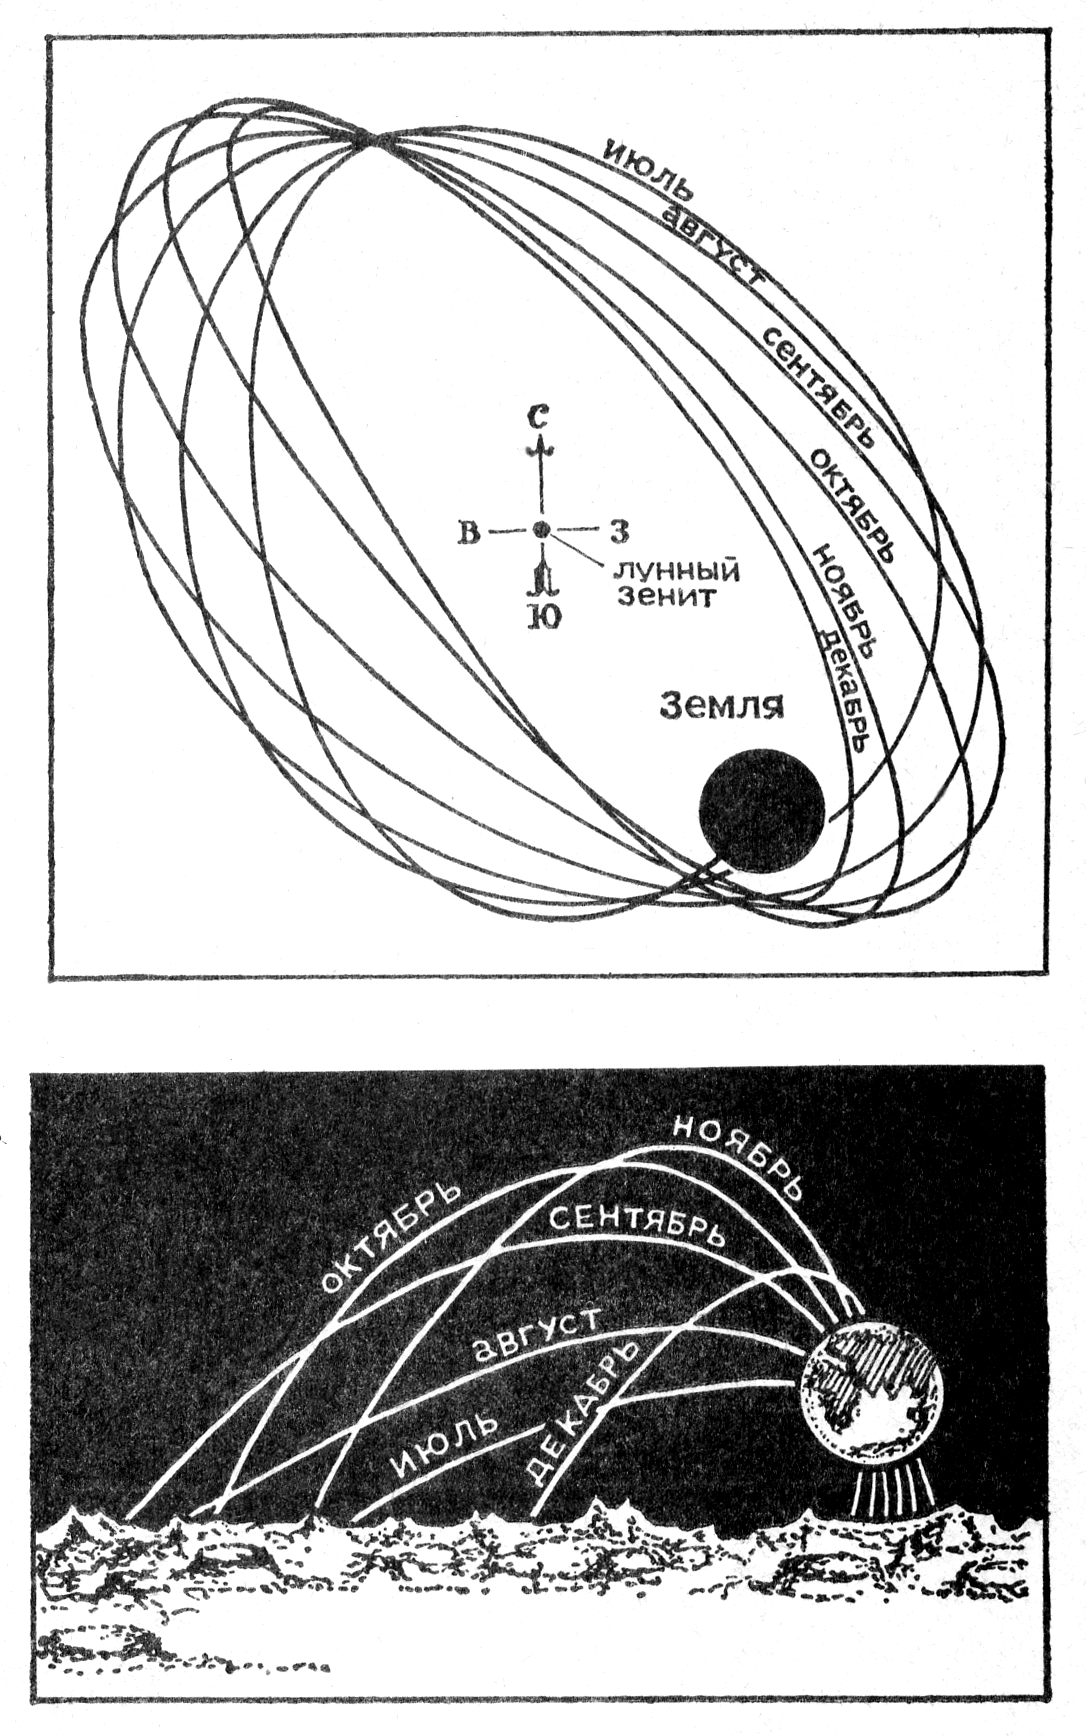 ИЮЛЬ
август
сентябрь
октябрь
С
В
З
ноябрь
лунный
зенит
Ю
декабрь
Земля
НОЯБРЬ
ОКТЯБРЬ
СЕНТЯБРЬ
август
ДЕКАБРЬ
ИЮЛЬ